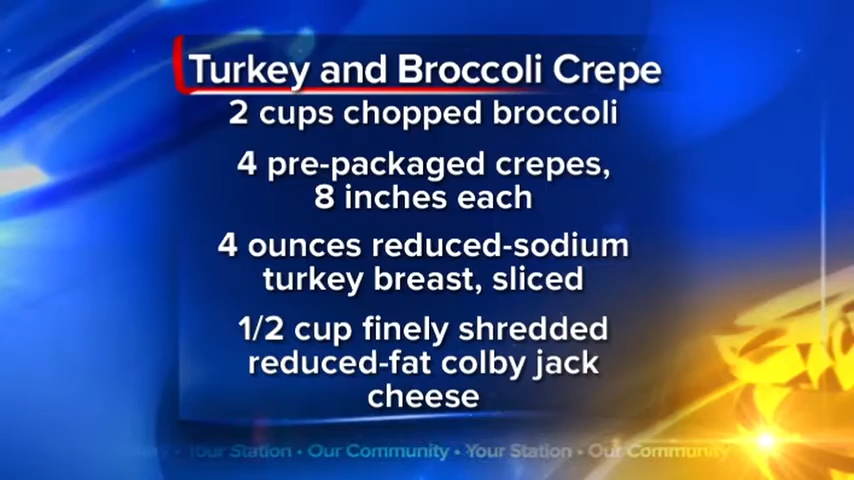 Turkey and Broccoli Crepe
2 cups chopped broccoli
4 pre-packaged crepes,
8 inches each
4 ounces reduced-sodium
turkey breast, sliced
1/2 cup finely shredded
reduced-fat colby jack
cheese
Your Station • Our Community • Your Station • Our Community